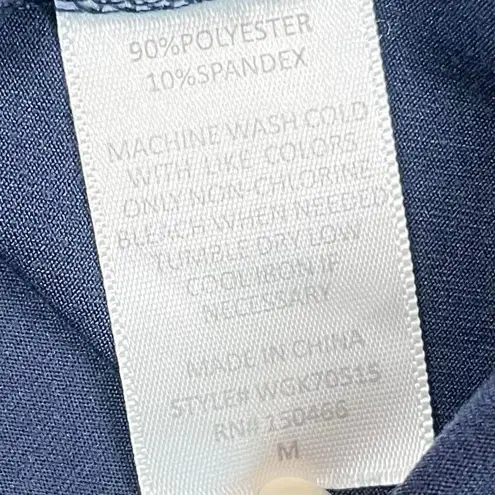 90%POLYESTER
10%SPANDEX
MACHINE WASH COLD
WITH LIKE COLORS
ONLY NON-CHLORINE
BLEACH WHEN NEEDED
TUMBLE DRY LOW
COOL IRON IF
NECESSARY
MADE IN CHINA
STYLE# WGK70515
RN# 150466
M